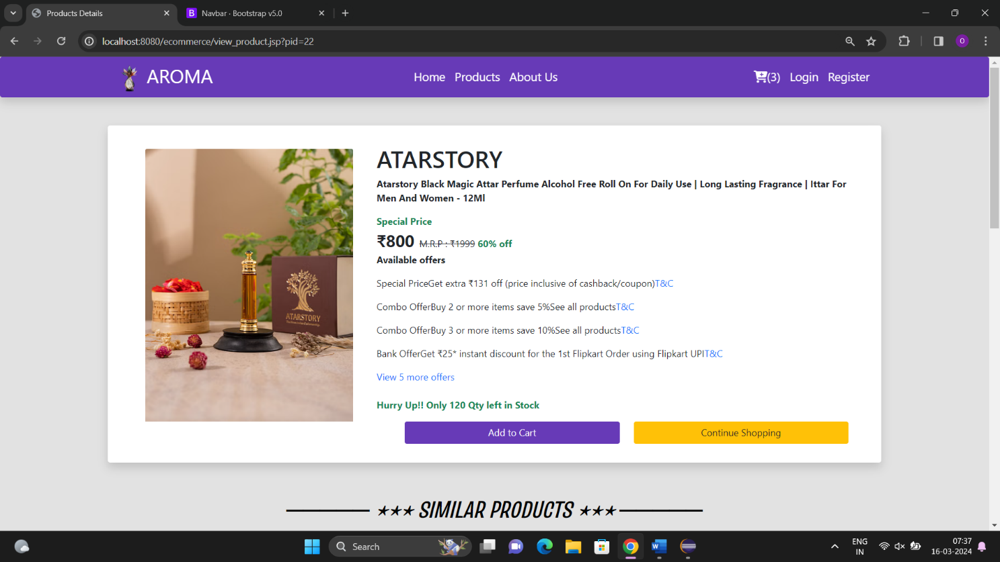 Products Details
B Navbar · Bootstrap v5.0
localhost:8080/ecommerce/view_product.jsp?pid=22
O
AROMA
Home Products About Us
(3) Login Register
ATARSTORY
Atarstory Black Magic Attar Perfume Alcohol Free Roll On For Daily Use | Long Lasting Fragrance | Ittar For
Men And Women - 12Ml
Special Price
₹800 M.R.P : ₹1999 60% off
Available offers
Special PriceGet extra ₹131 off (price inclusive of cashback/coupon)T&C
Combo OfferBuy 2 or more items save 5%See all productsT&C
Combo OfferBuy 3 or more items save 10%See all productsT&C
Bank OfferGet ₹25* instant discount for the 1st Flipkart Order using Flipkart UPIT&C
View 5 more offers
Hurry Up!! Only 120 Qty left in Stock
Add to Cart
Continue Shopping
ATARSTORY
★★★ SIMILAR PRODUCTS ★★★
Search
W
ENG
IN
07:37
16-03-2024